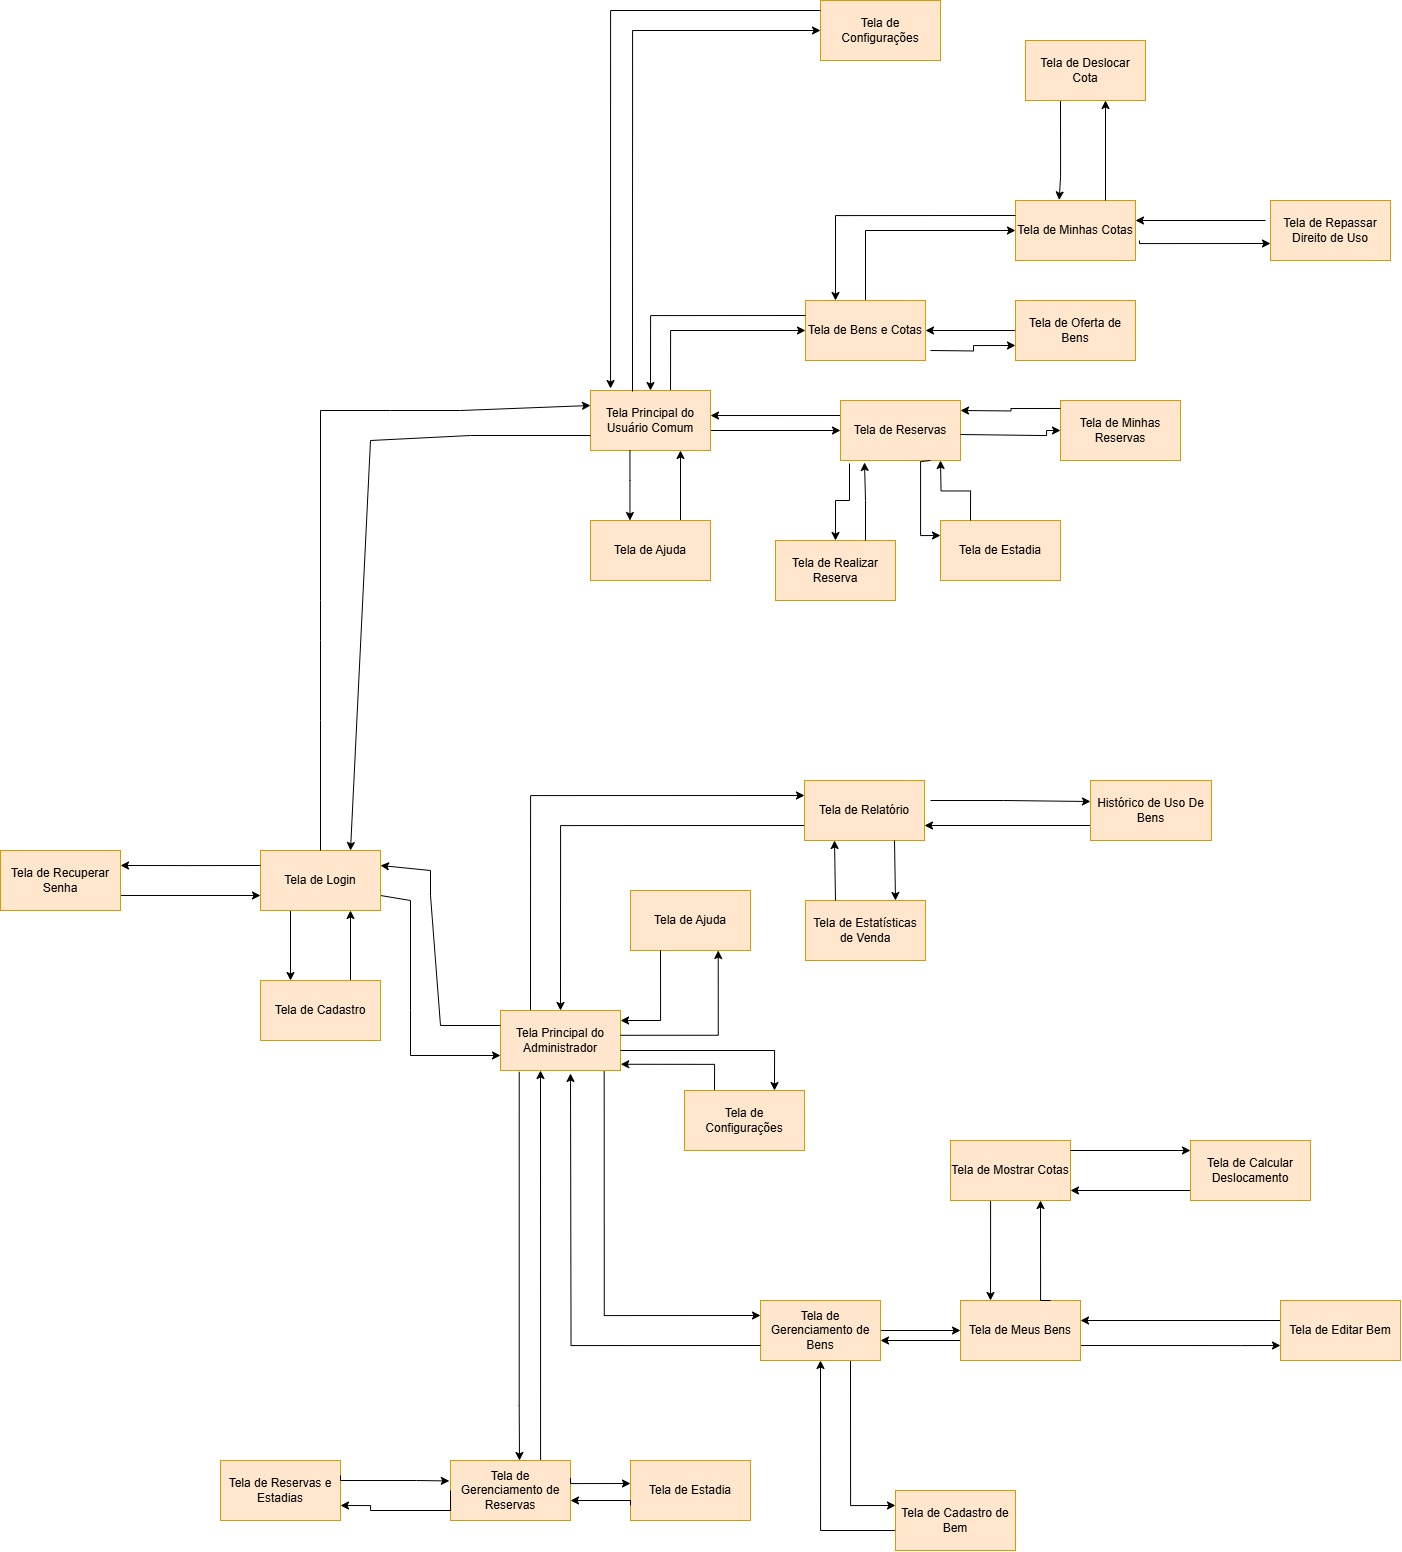 Tela de
Configurações
Tela de Deslocar
Cota
Tela de Minhas Cotas
Tela de Repassar
Direito de Uso
Tela de Bens e Cotas
Tela de Oferta de
Bens
Tela Principal do
Usuário Comum
Tela de Reservas
Tela de Minhas
Reservas
Tela de Ajuda
Tela de Realizar
Reserva
Tela de Estadia
Tela de Relatório
Histórico de Uso De
Bens
Tela de Recuperar
Senha
Tela de Login
Tela de Ajuda
Tela de Estatísticas
de Venda
Tela de Cadastro
Tela Principal do
Administrador
Tela de
Configurações
Tela de Mostrar Cotas
Tela de Calcular
Deslocamento
Tela de
Gerenciamento de
Bens
Tela de Meus Bens
Tela de Editar Bem
Tela de Reservas e
Estadias
Tela de
Gerenciamento de
Reservas
Tela de Estadia
Tela de Cadastro de
Bem